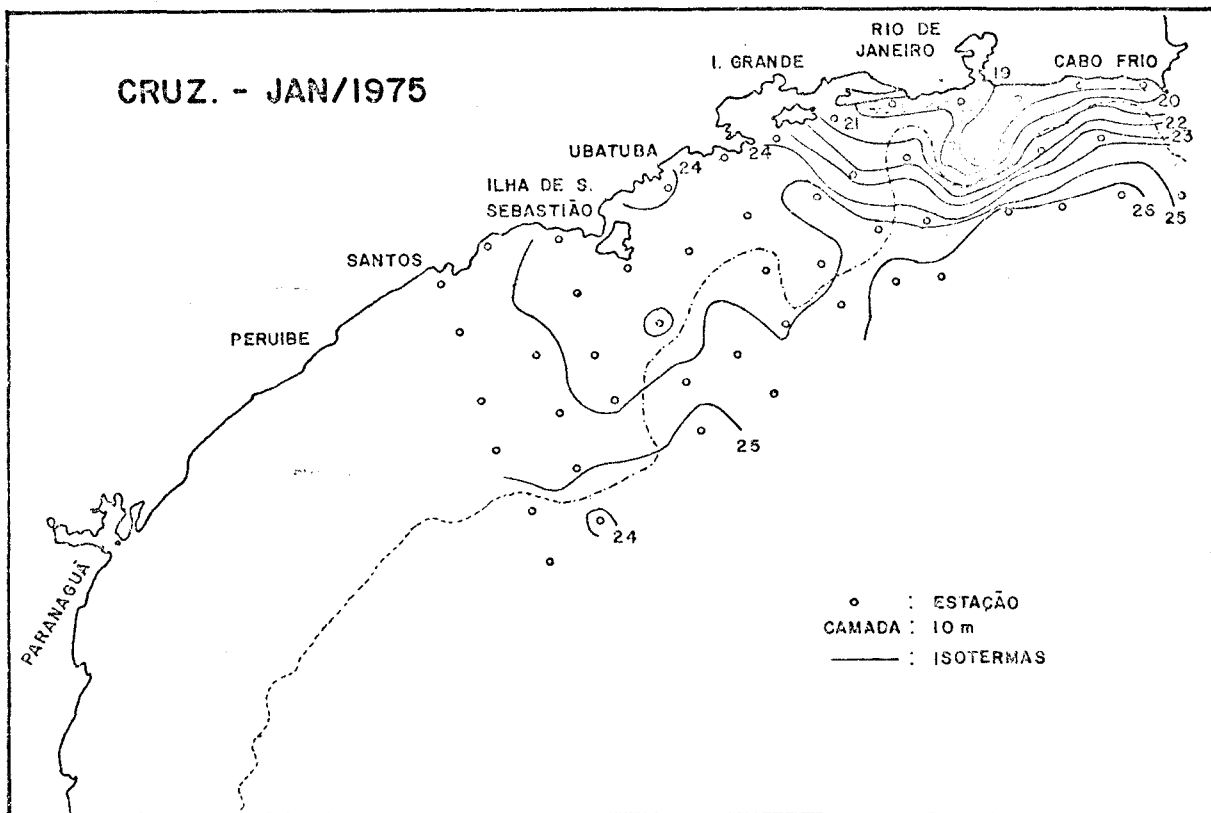 CRUZ. - JAN/1975
RIO DE
JANEIRO
I. GRANDE
CABO FRIO
19
20
21
22
23
UBATUBA
24
24
ILHA DE S.
SEBASTIÃO
26
25
SANTOS
PERUIBE
25
24
PARANAGUÁ
o : ESTAÇÃO
CAMADA : 10 m
——— : ISOTERMAS